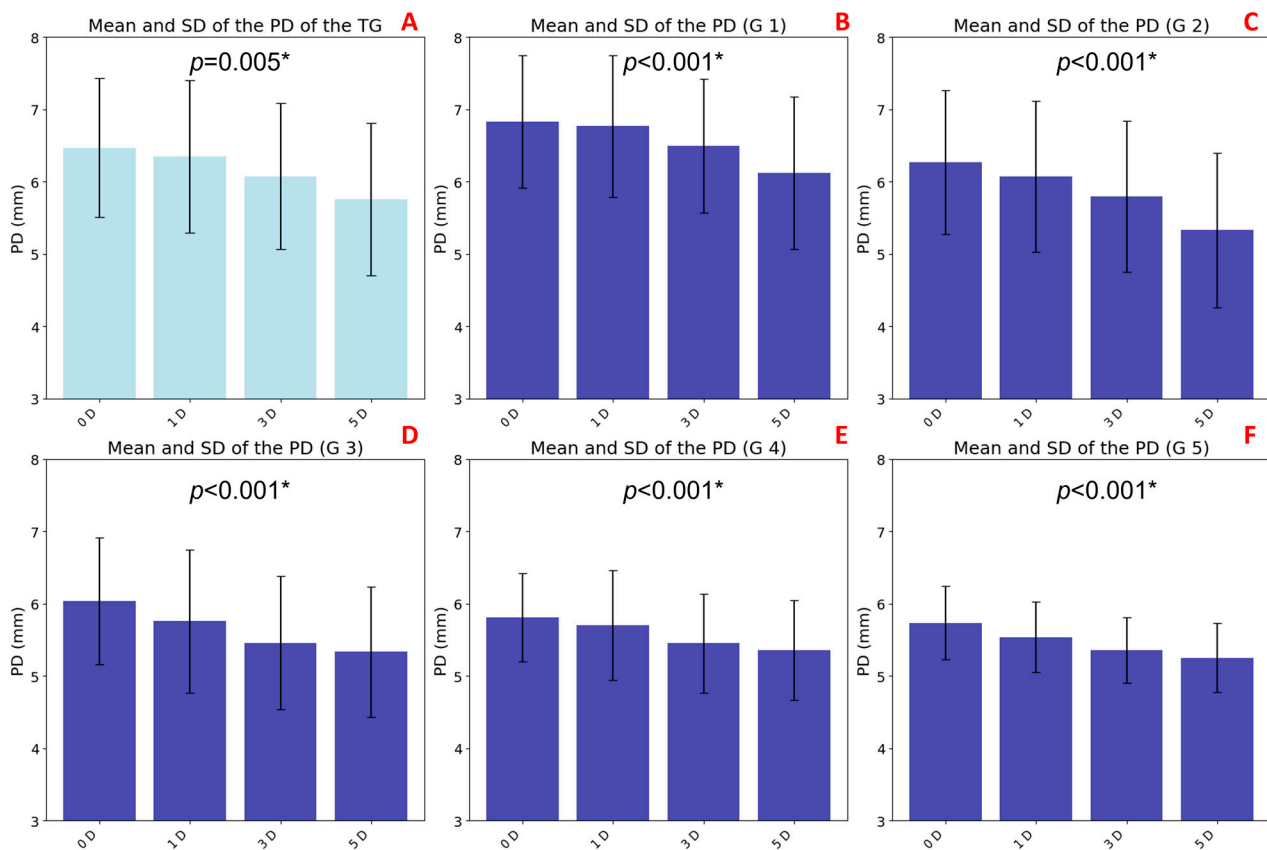 Mean and SD of the PD of the TG A
p=0.005*
8
7
6
5
4
3
PD (mm)
0 D
1 D
3 D
5 D
Mean and SD of the PD (G 1) B
p<0.001*
8
7
6
5
4
3
PD (mm)
0 D
1 D
3 D
5 D
Mean and SD of the PD (G 2) C
p<0.001*
8
7
6
5
4
3
PD (mm)
0 D
1 D
3 D
5 D
Mean and SD of the PD (G 3) D
p<0.001*
8
7
6
5
4
3
PD (mm)
0 D
1 D
3 D
5 D
Mean and SD of the PD (G 4) E
p<0.001*
8
7
6
5
4
3
PD (mm)
0 D
1 D
3 D
5 D
Mean and SD of the PD (G 5) F
p<0.001*
8
7
6
5
4
3
PD (mm)
0 D
1 D
3 D
5 D